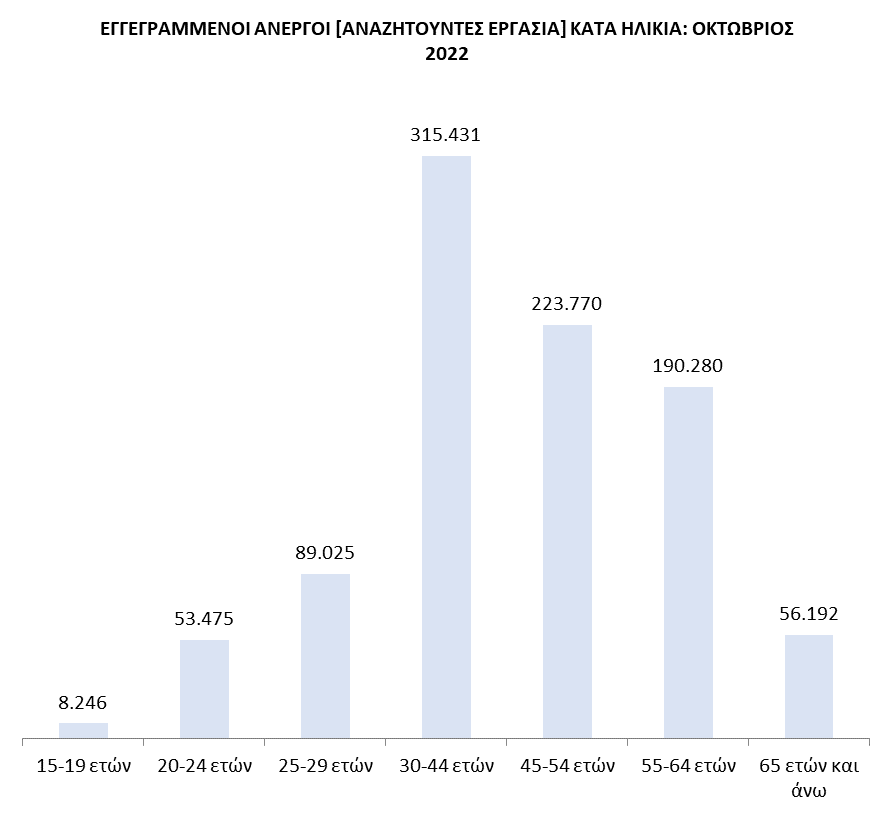 ΕΓΓΕΓΡΑΜΜΕΝΟΙ ΑΝΕΡΓΟΙ [ΑΝΑΖΗΤΟΥΝΤΕΣ ΕΡΓΑΣΙΑ] ΚΑΤΑ ΗΛΙΚΙΑ: ΟΚΤΩΒΡΙΟΣ
2022
315.431
223.770
190.280
89.025
53.475
56.192
8.246
15-19 ετών
20-24 ετών
25-29 ετών
30-44 ετών
45-54 ετών
55-64 ετών
65 ετών και
άνω